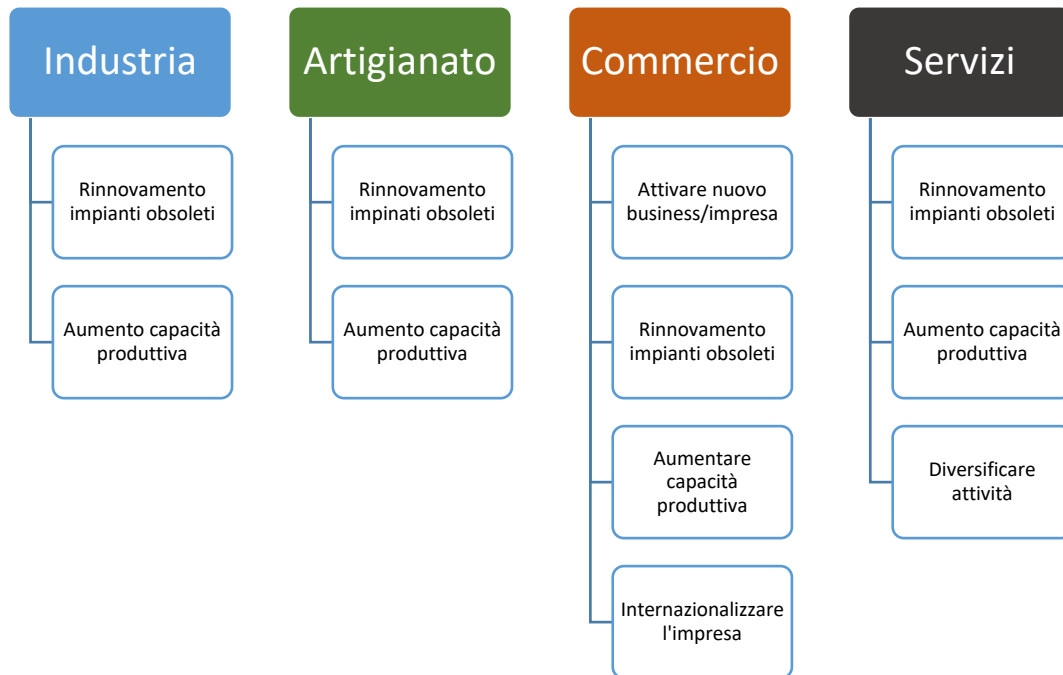 Industria
Rinnovamento
impianti obsoleti
Aumento capacità
produttiva
Artigianato
Rinnovamento
impinati obsoleti
Aumento capacità
produttiva
Commercio
Attivare nuovo
business/impresa
Rinnovamento
impianti obsoleti
Aumentare
capacità
produttiva
Internazionalizzare
l'impresa
Servizi
Rinnovamento
impianti obsoleti
Aumento capacità
produttiva
Diversificare
attività